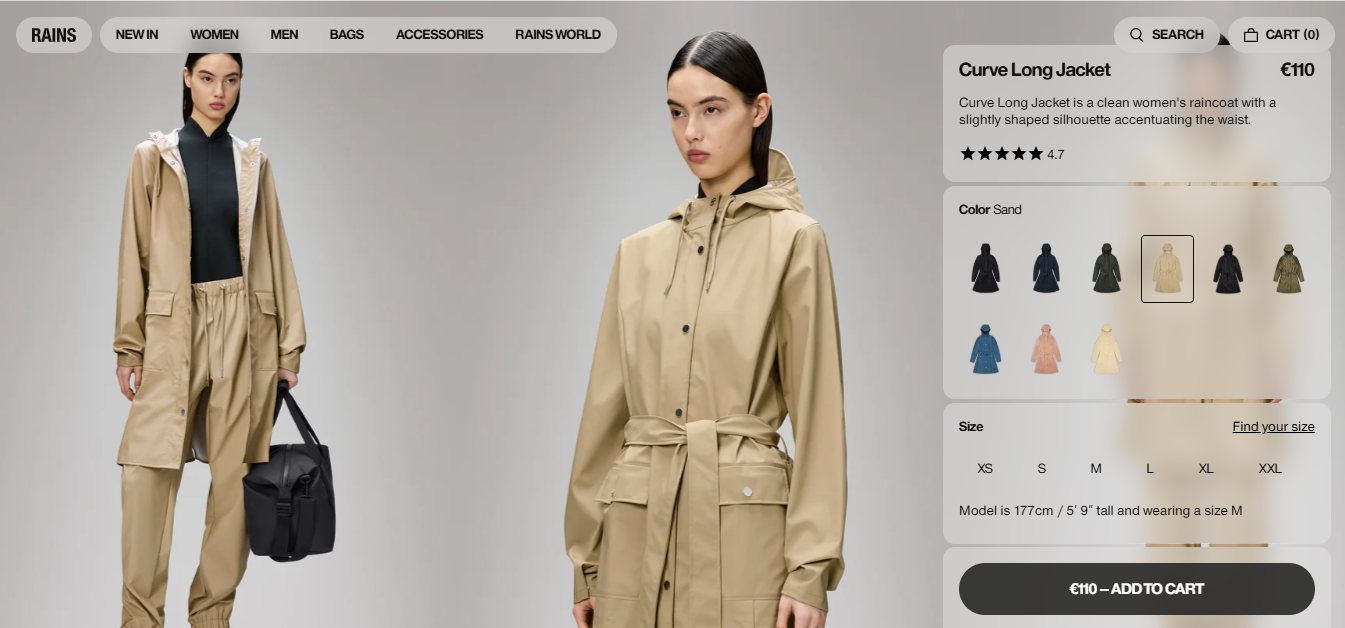 RAINS
NEW IN
WOMEN
MEN
BAGS
ACCESSORIES
RAINS WORLD
SEARCH
CART (0)
Curve Long Jacket
€110
Curve Long Jacket is a clean women's raincoat with a
slightly shaped silhouette accentuating the waist.
★★★★★ 4.7
Color Sand
Size
Find your size
XS
S
M
L
XL
XXL
Model is 177cm / 5′ 9″ tall and wearing a size M
€110 – ADD TO CART